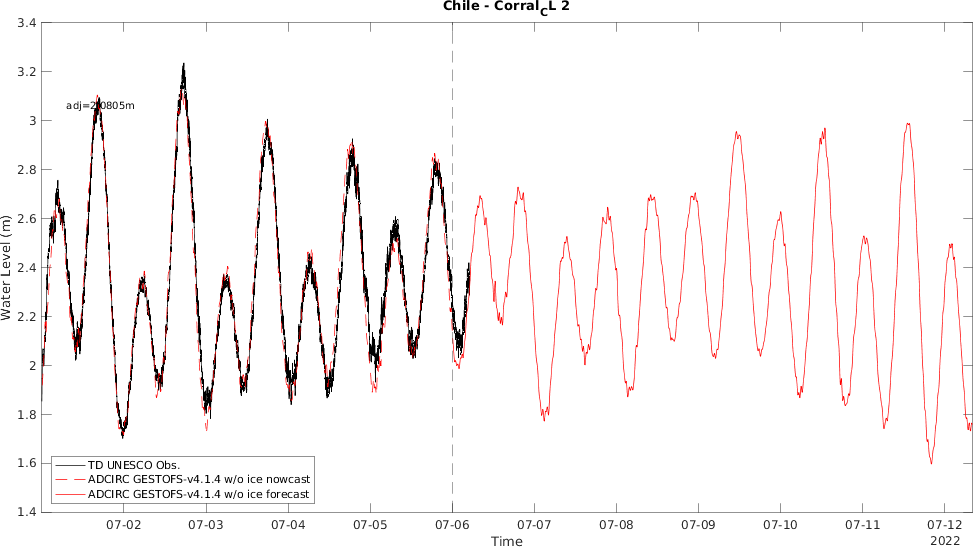 Chile - Corral_CL 2
3.4
3.2
3
2.8
2.6
2.4
2.2
2
1.8
1.6
1.4
Water Level (m)
adj=2.0805m
TD UNESCO Obs.
ADCIRC GESTOFS-v4.1.4 w/o ice nowcast
ADCIRC GESTOFS-v4.1.4 w/o ice forecast
07-02 07-03 07-04 07-05 07-06 07-07 07-08 07-09 07-10 07-11 07-12
Time
2022